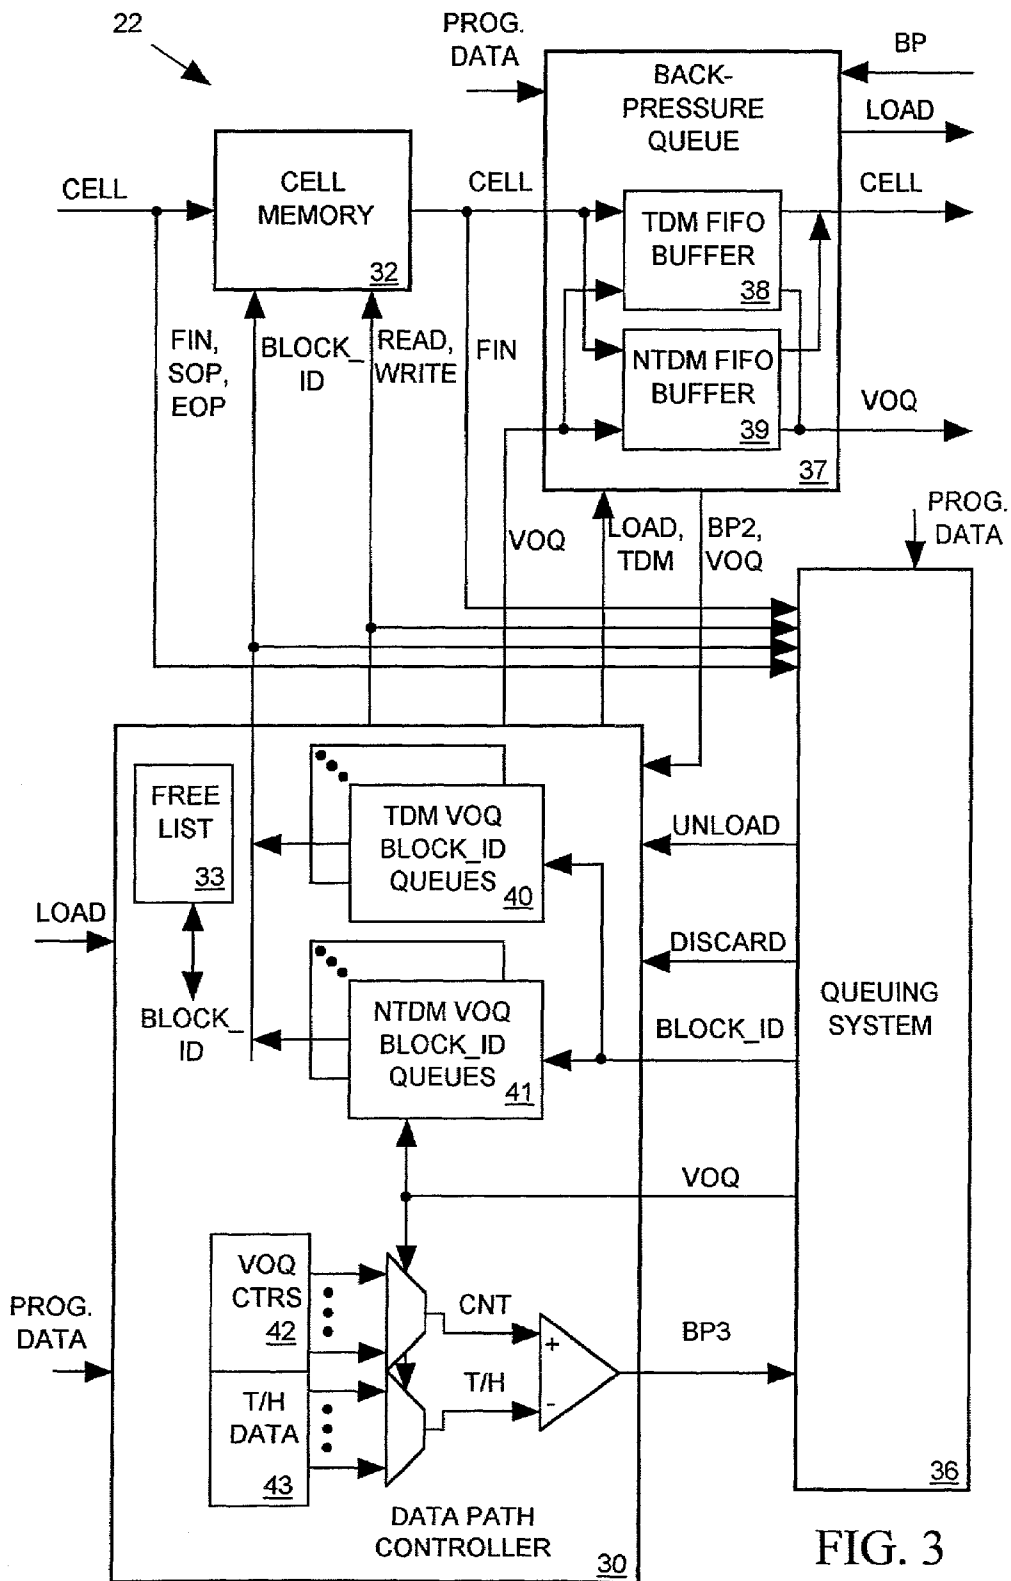 22
PROG.
DATA
BP
BACK-
PRESSURE
QUEUE
LOAD
CELL
CELL
MEMORY
32
CELL
CELL
TDM FIFO
BUFFER
38
FIN,
SOP,
EOP
BLOCK_
ID
READ,
WRITE
FIN
NTDM FIFO
BUFFER
39
VOQ
37
VOQ
LOAD,
TDM
BP2,
VOQ
PROG.
DATA
FREE
LIST
33
TDM VOQ
BLOCK_ID
QUEUES
40
UNLOAD
LOAD
DISCARD
BLOCK_
ID
NTDM VOQ
BLOCK_ID
QUEUES
41
BLOCK_ID
QUEUING
SYSTEM
VOQ
VOQ
CTRS
42
CNT
+
PROG.
DATA
BP3
T/H
DATA
43
T/H
-
DATA PATH
CONTROLLER
30
36
FIG. 3